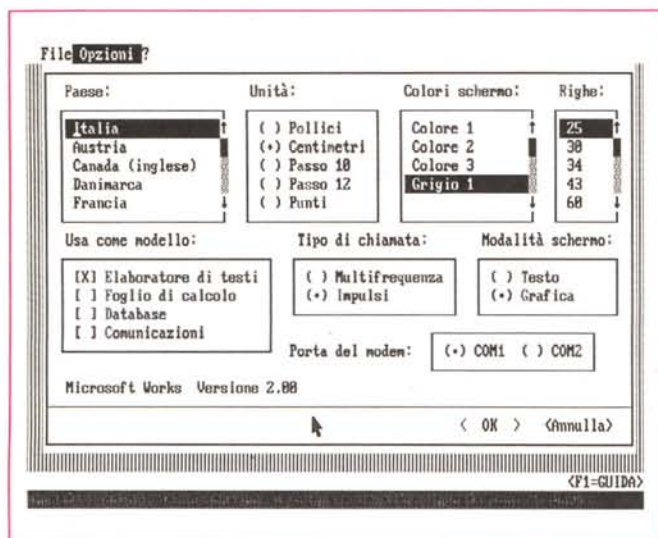 File Opzioni ?
Paese:
Italia
Austria
Canada (inglese)
Danimarca
Francia
Unità:
( ) Pollici
(•) Centimetri
( ) Passo 10
( ) Passo 12
( ) Punti
Colori schermo:
Colore 1
Colore 2
Colore 3
Grigio 1
Righe:
25
30
34
43
60
Usa come modello:
[X] Elaboratore di testi
[ ] Foglio di calcolo
[ ] Database
[ ] Comunicazioni
Tipo di chiamata:
( ) Multifrequenza
(•) Impulsi
Modalità schermo:
( ) Testo
(•) Grafica
Porta del modem:
(•) COM1 ( ) COM2
Microsoft Works Versione 2.00
< OK > <Annulla>
<F1=GUIDA>